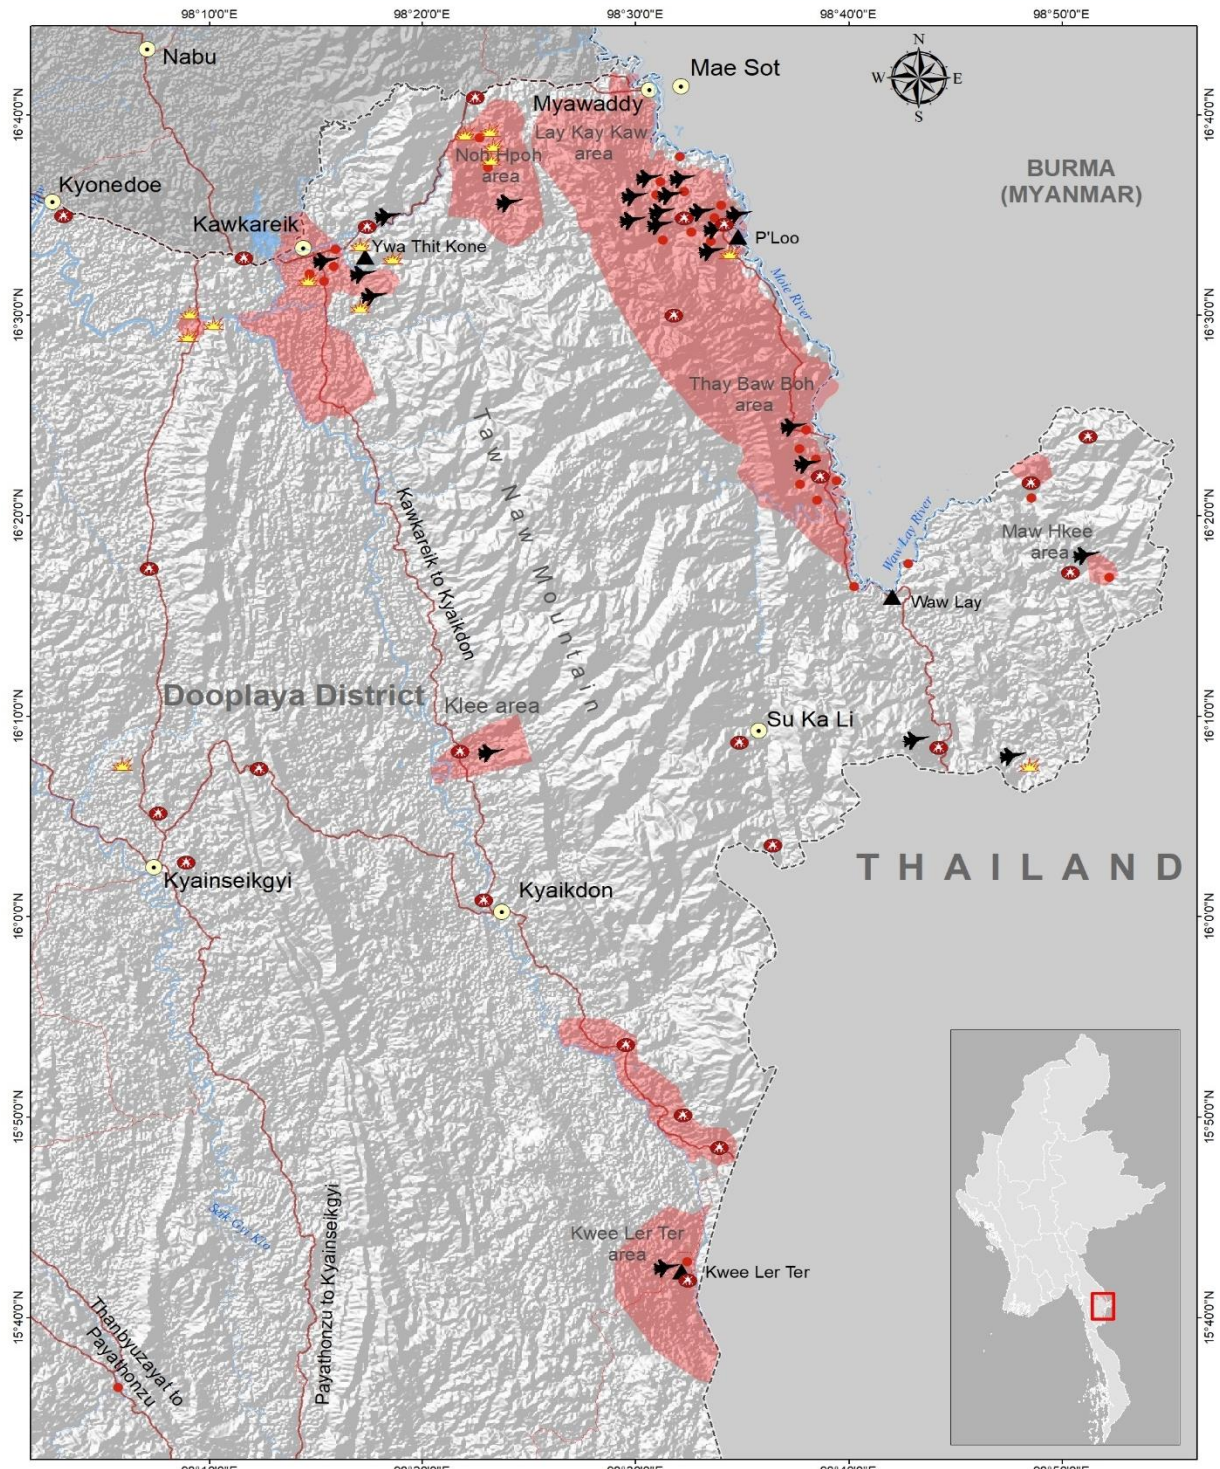 98°10'0"E
98°20'0"E
98°30'0"E
98°40'0"E
98°50'0"E
Nabu
Mae Sot
N
W
E
S
Myawaddy
16°40'0"N
16°40'0"N
Lay Kay Kaw
area
Noh Hpoh
area
BURMA
(MYANMAR)
Kyonedoe
Kawkareik
Ywa Thit Kone
P'Loo
Moie River
16°30'0"N
16°30'0"N
Thay Baw Boh
area
Taw Naw Mountain
Kawkareik to Kyaikdon
16°20'0"N
16°20'0"N
Waw Lay River
Maw Hkee
area
Waw Lay
Dooplaya District
Klee area
Su Ka Li
16°10'0"N
16°10'0"N
THAILAND
Kyainseikgyi
Kyaikdon
16°0'0"N
16°0'0"N
15°50'0"N
15°50'0"N
Seik Gyi Kla
Kwee Ler Ter
area
Kwee Ler Ter
Payathonzu to Kyainseikgyi
Thanbyuzayat to
Payathonzu
15°40'0"N
15°40'0"N